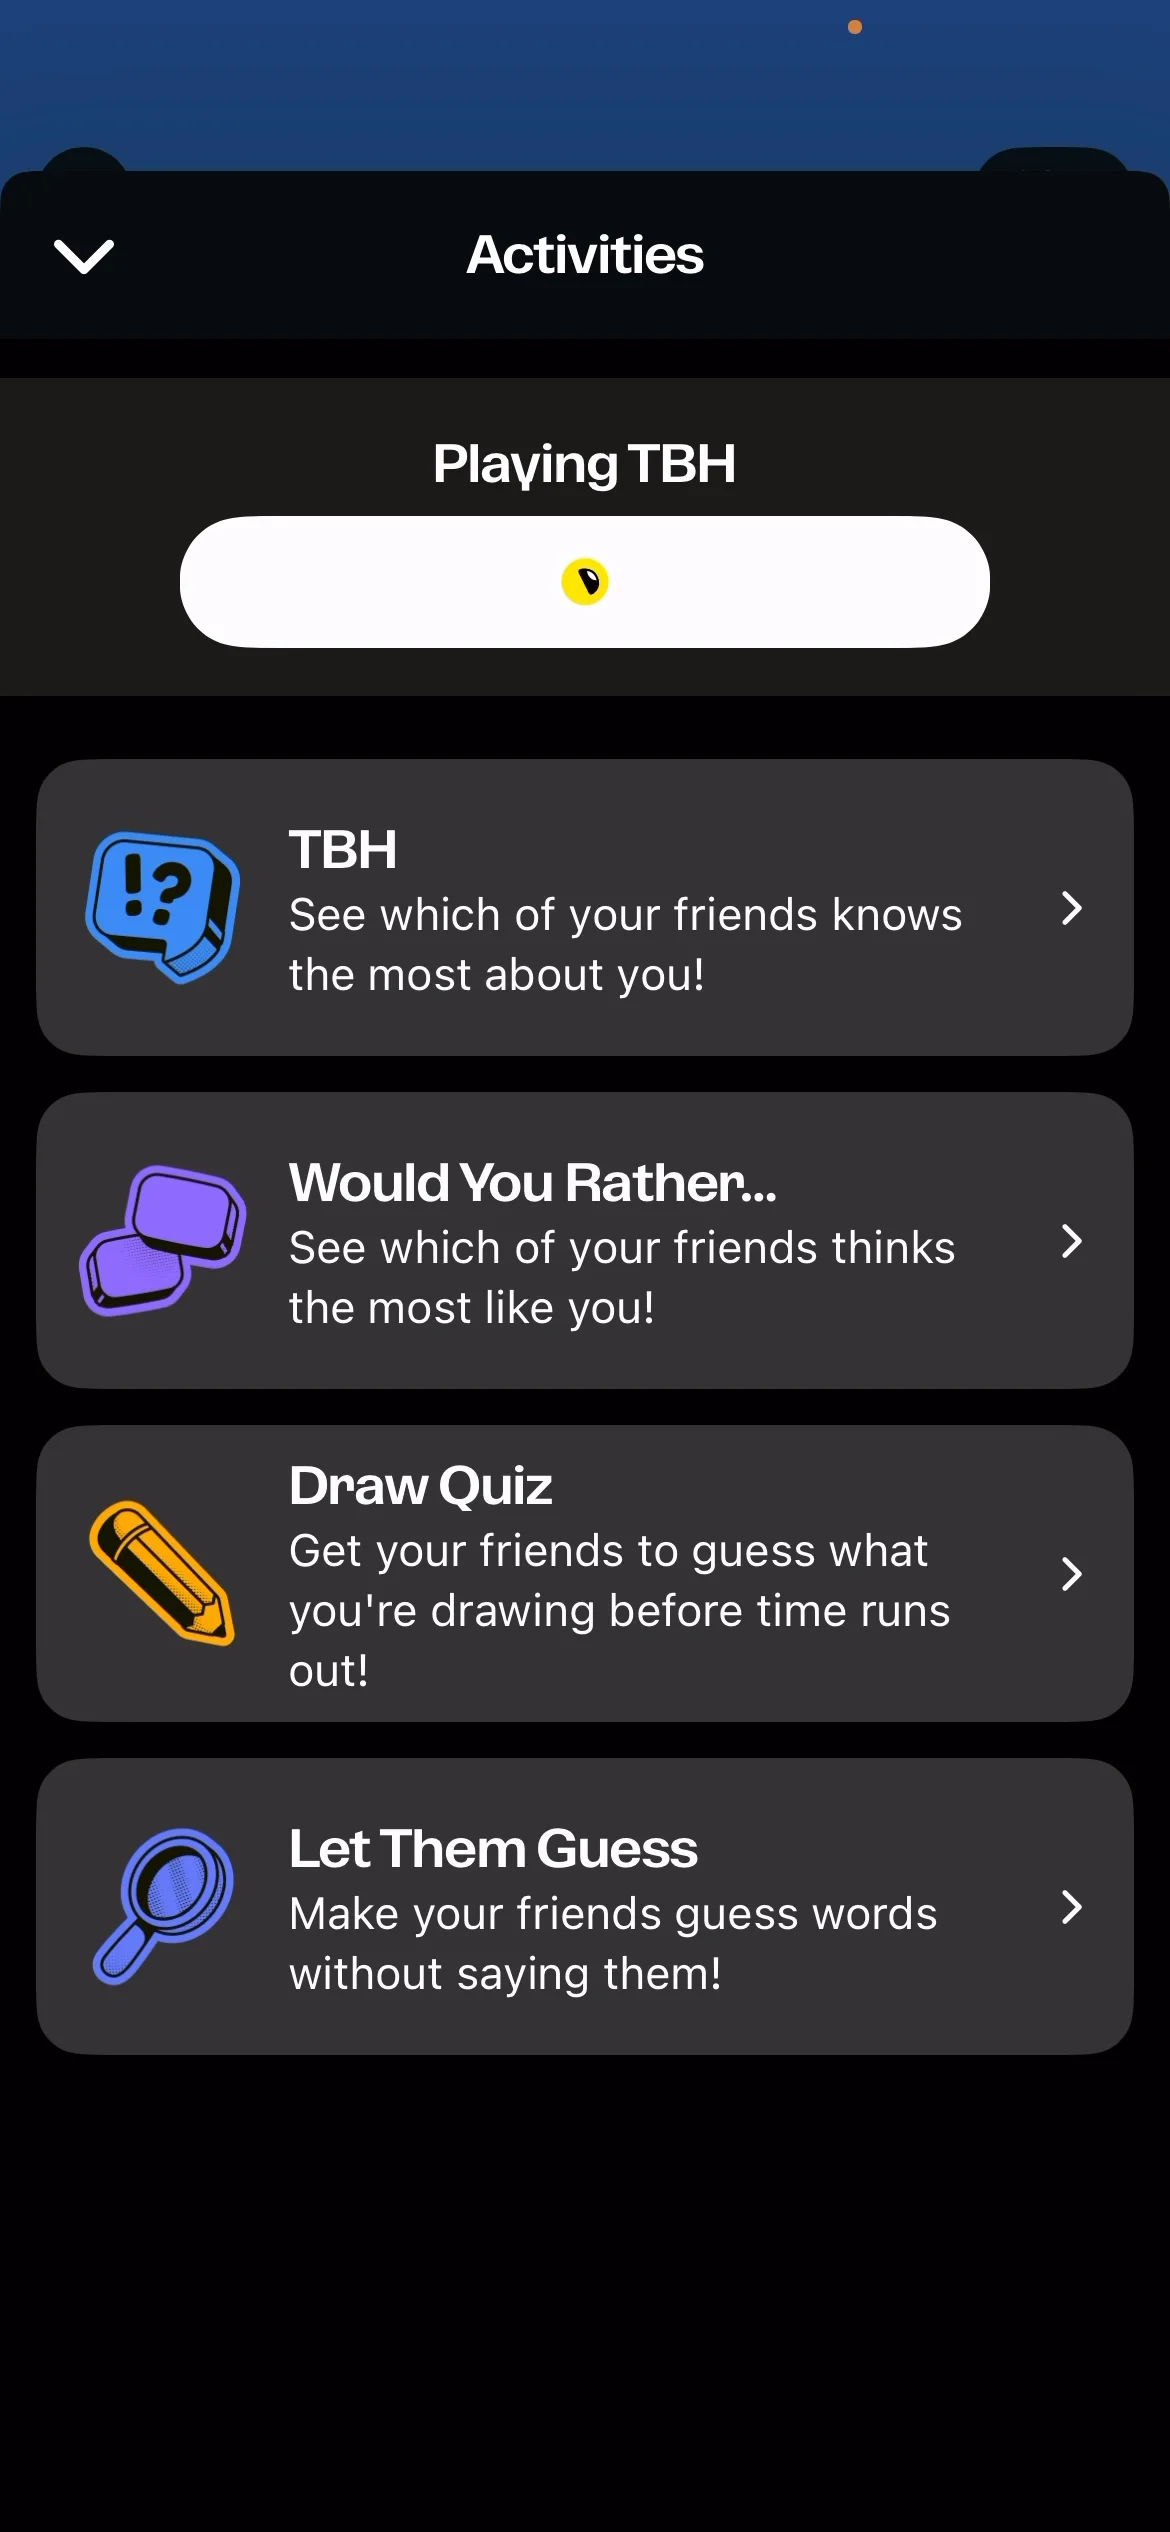 Activities
Playing TBH
!?
TBH
See which of your friends knows
the most about you!
Would You Rather...
See which of your friends thinks
the most like you!
Draw Quiz
Get your friends to guess what
you're drawing before time runs
out!
Let Them Guess
Make your friends guess words
without saying them!